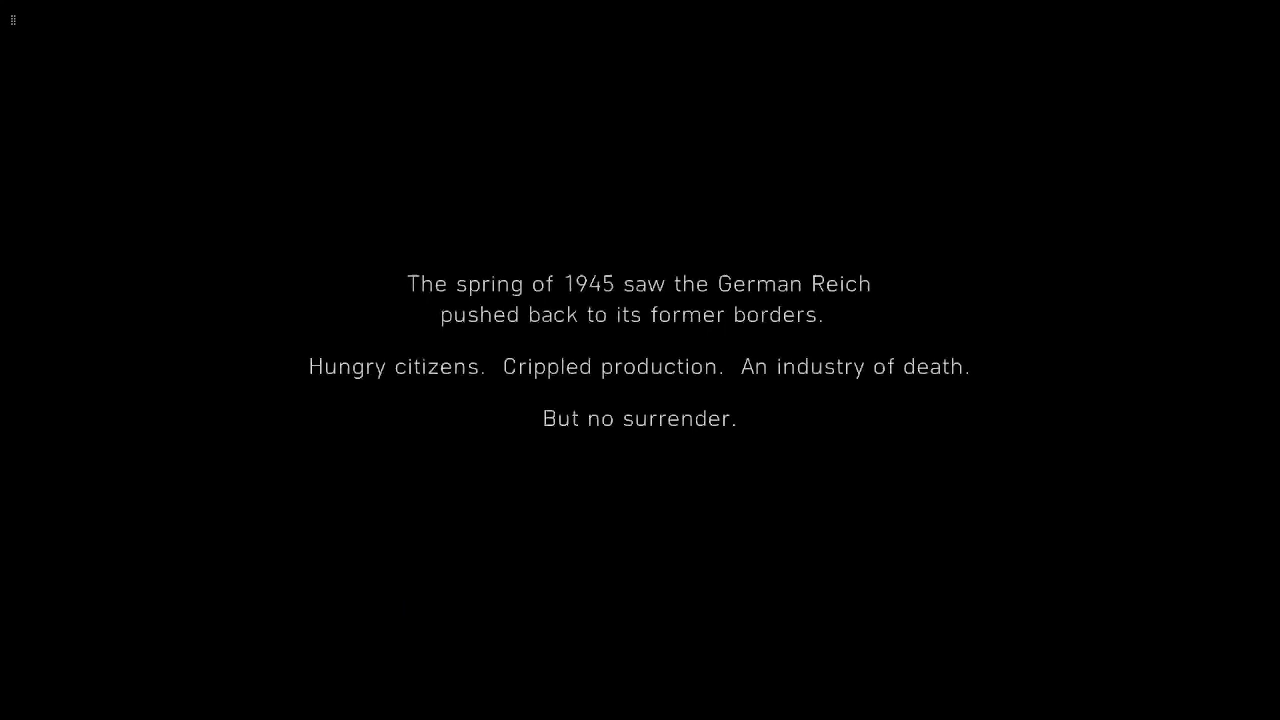 The spring of 1945 saw the German Reich
pushed back to its former borders.
Hungry citizens.  Crippled production.  An industry of death.
But no surrender.